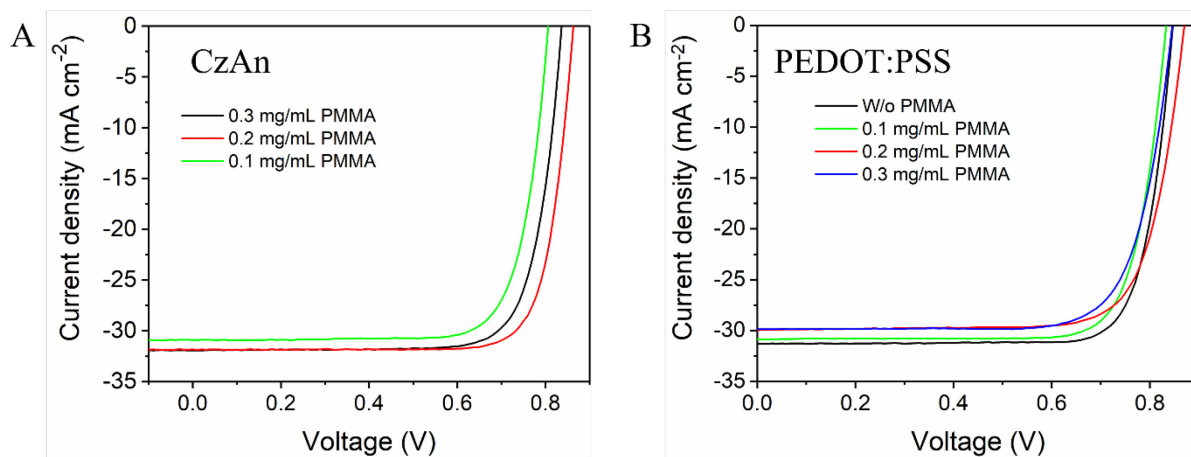 A
CzAn
0.3 mg/mL PMMA
0.2 mg/mL PMMA
0.1 mg/mL PMMA
Current density (mA cm⁻²)
0
-5
-10
-15
-20
-25
-30
-35
0.0 0.2 0.4 0.6 0.8
Voltage (V)
B
PEDOT:PSS
W/o PMMA
0.1 mg/mL PMMA
0.2 mg/mL PMMA
0.3 mg/mL PMMA
Current density (mA cm⁻²)
0
-5
-10
-15
-20
-25
-30
-35
0.0 0.2 0.4 0.6 0.8
Voltage (V)